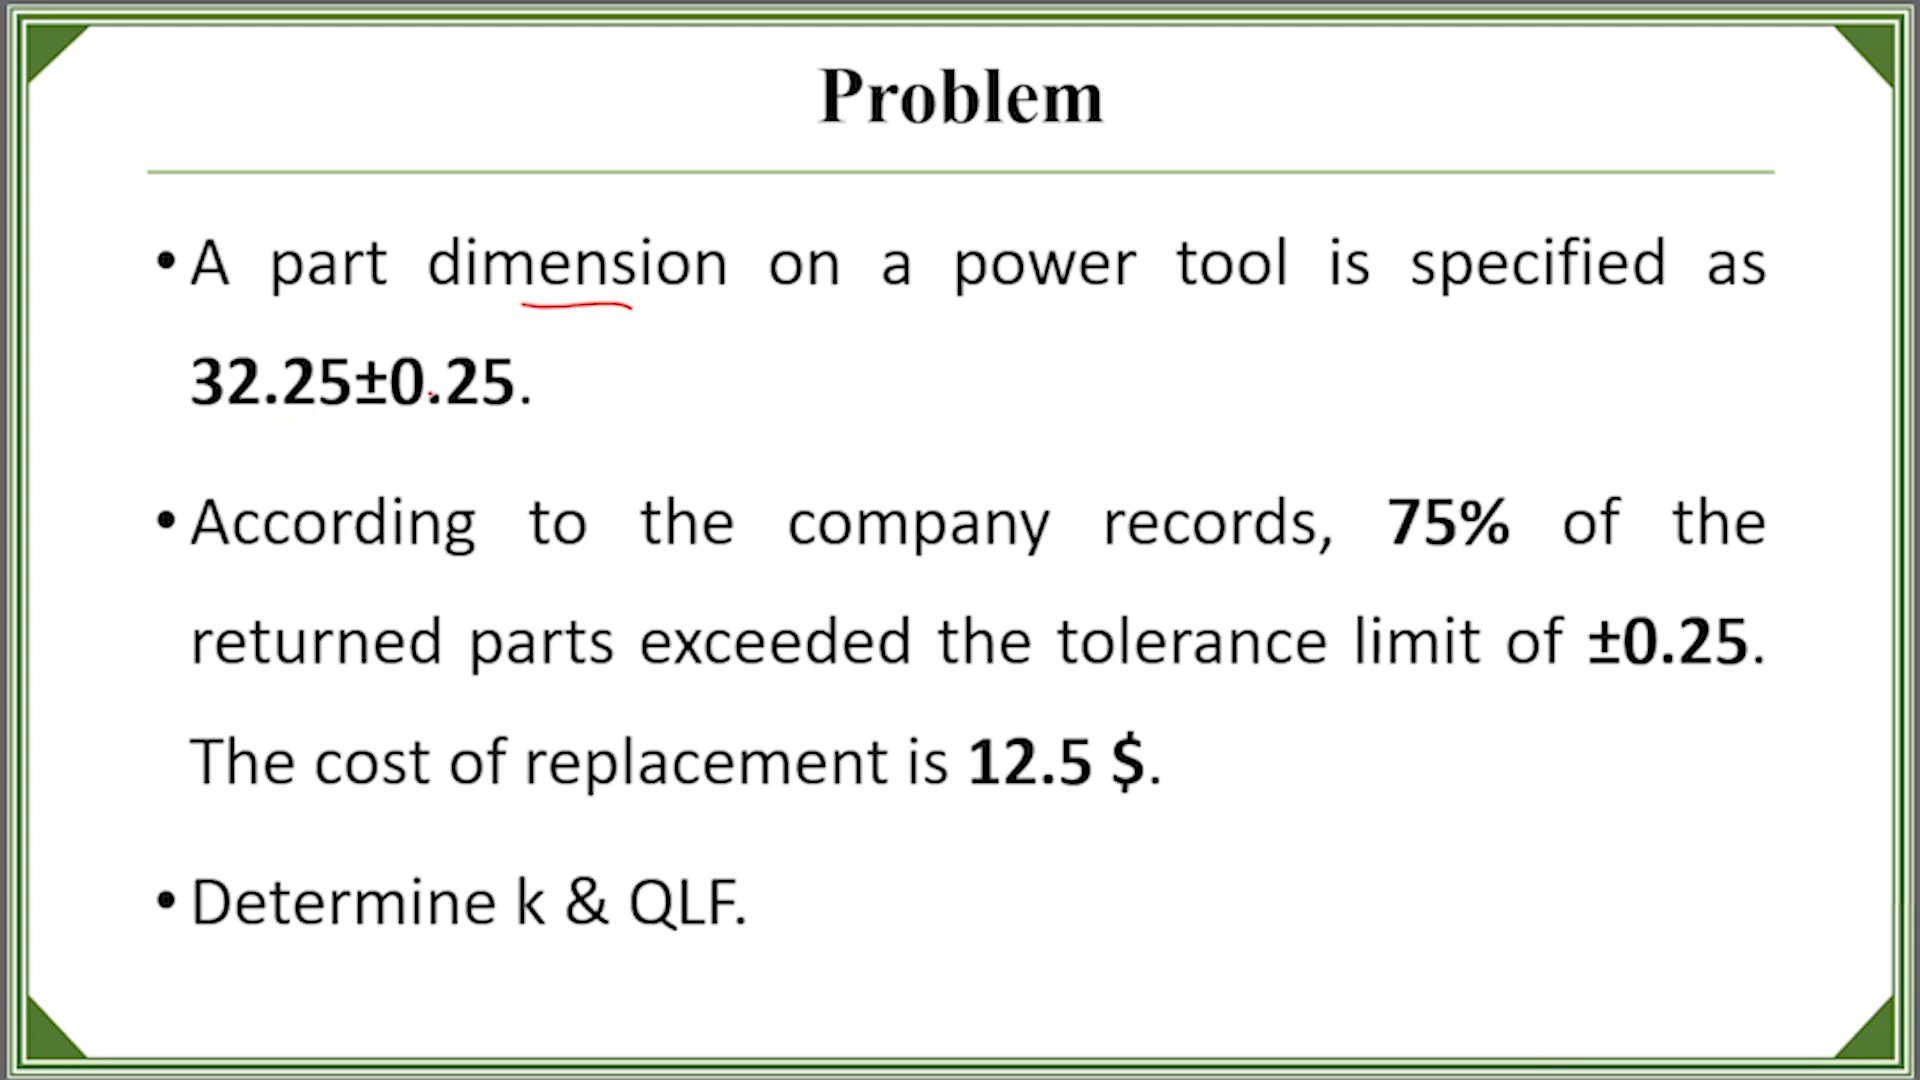 Problem
• A part dimension on a power tool is specified as
32.25±0.25.
• According to the company records, 75% of the
returned parts exceeded the tolerance limit of ±0.25.
The cost of replacement is 12.5 $.
• Determine k & QLF.